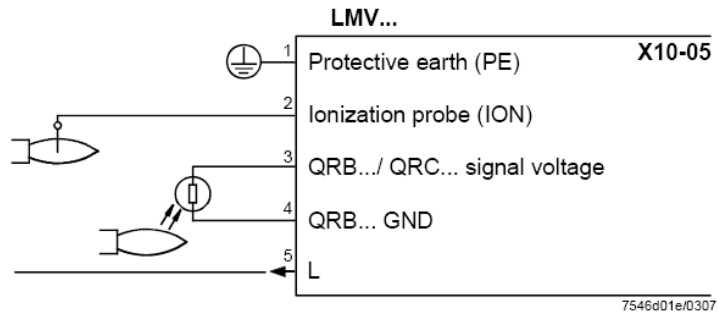 LMV...
X10-05
1 Protective earth (PE)
2 Ionization probe (ION)
3 QRB.../ QRC... signal voltage
4 QRB... GND
5 L
7546d01e/0307